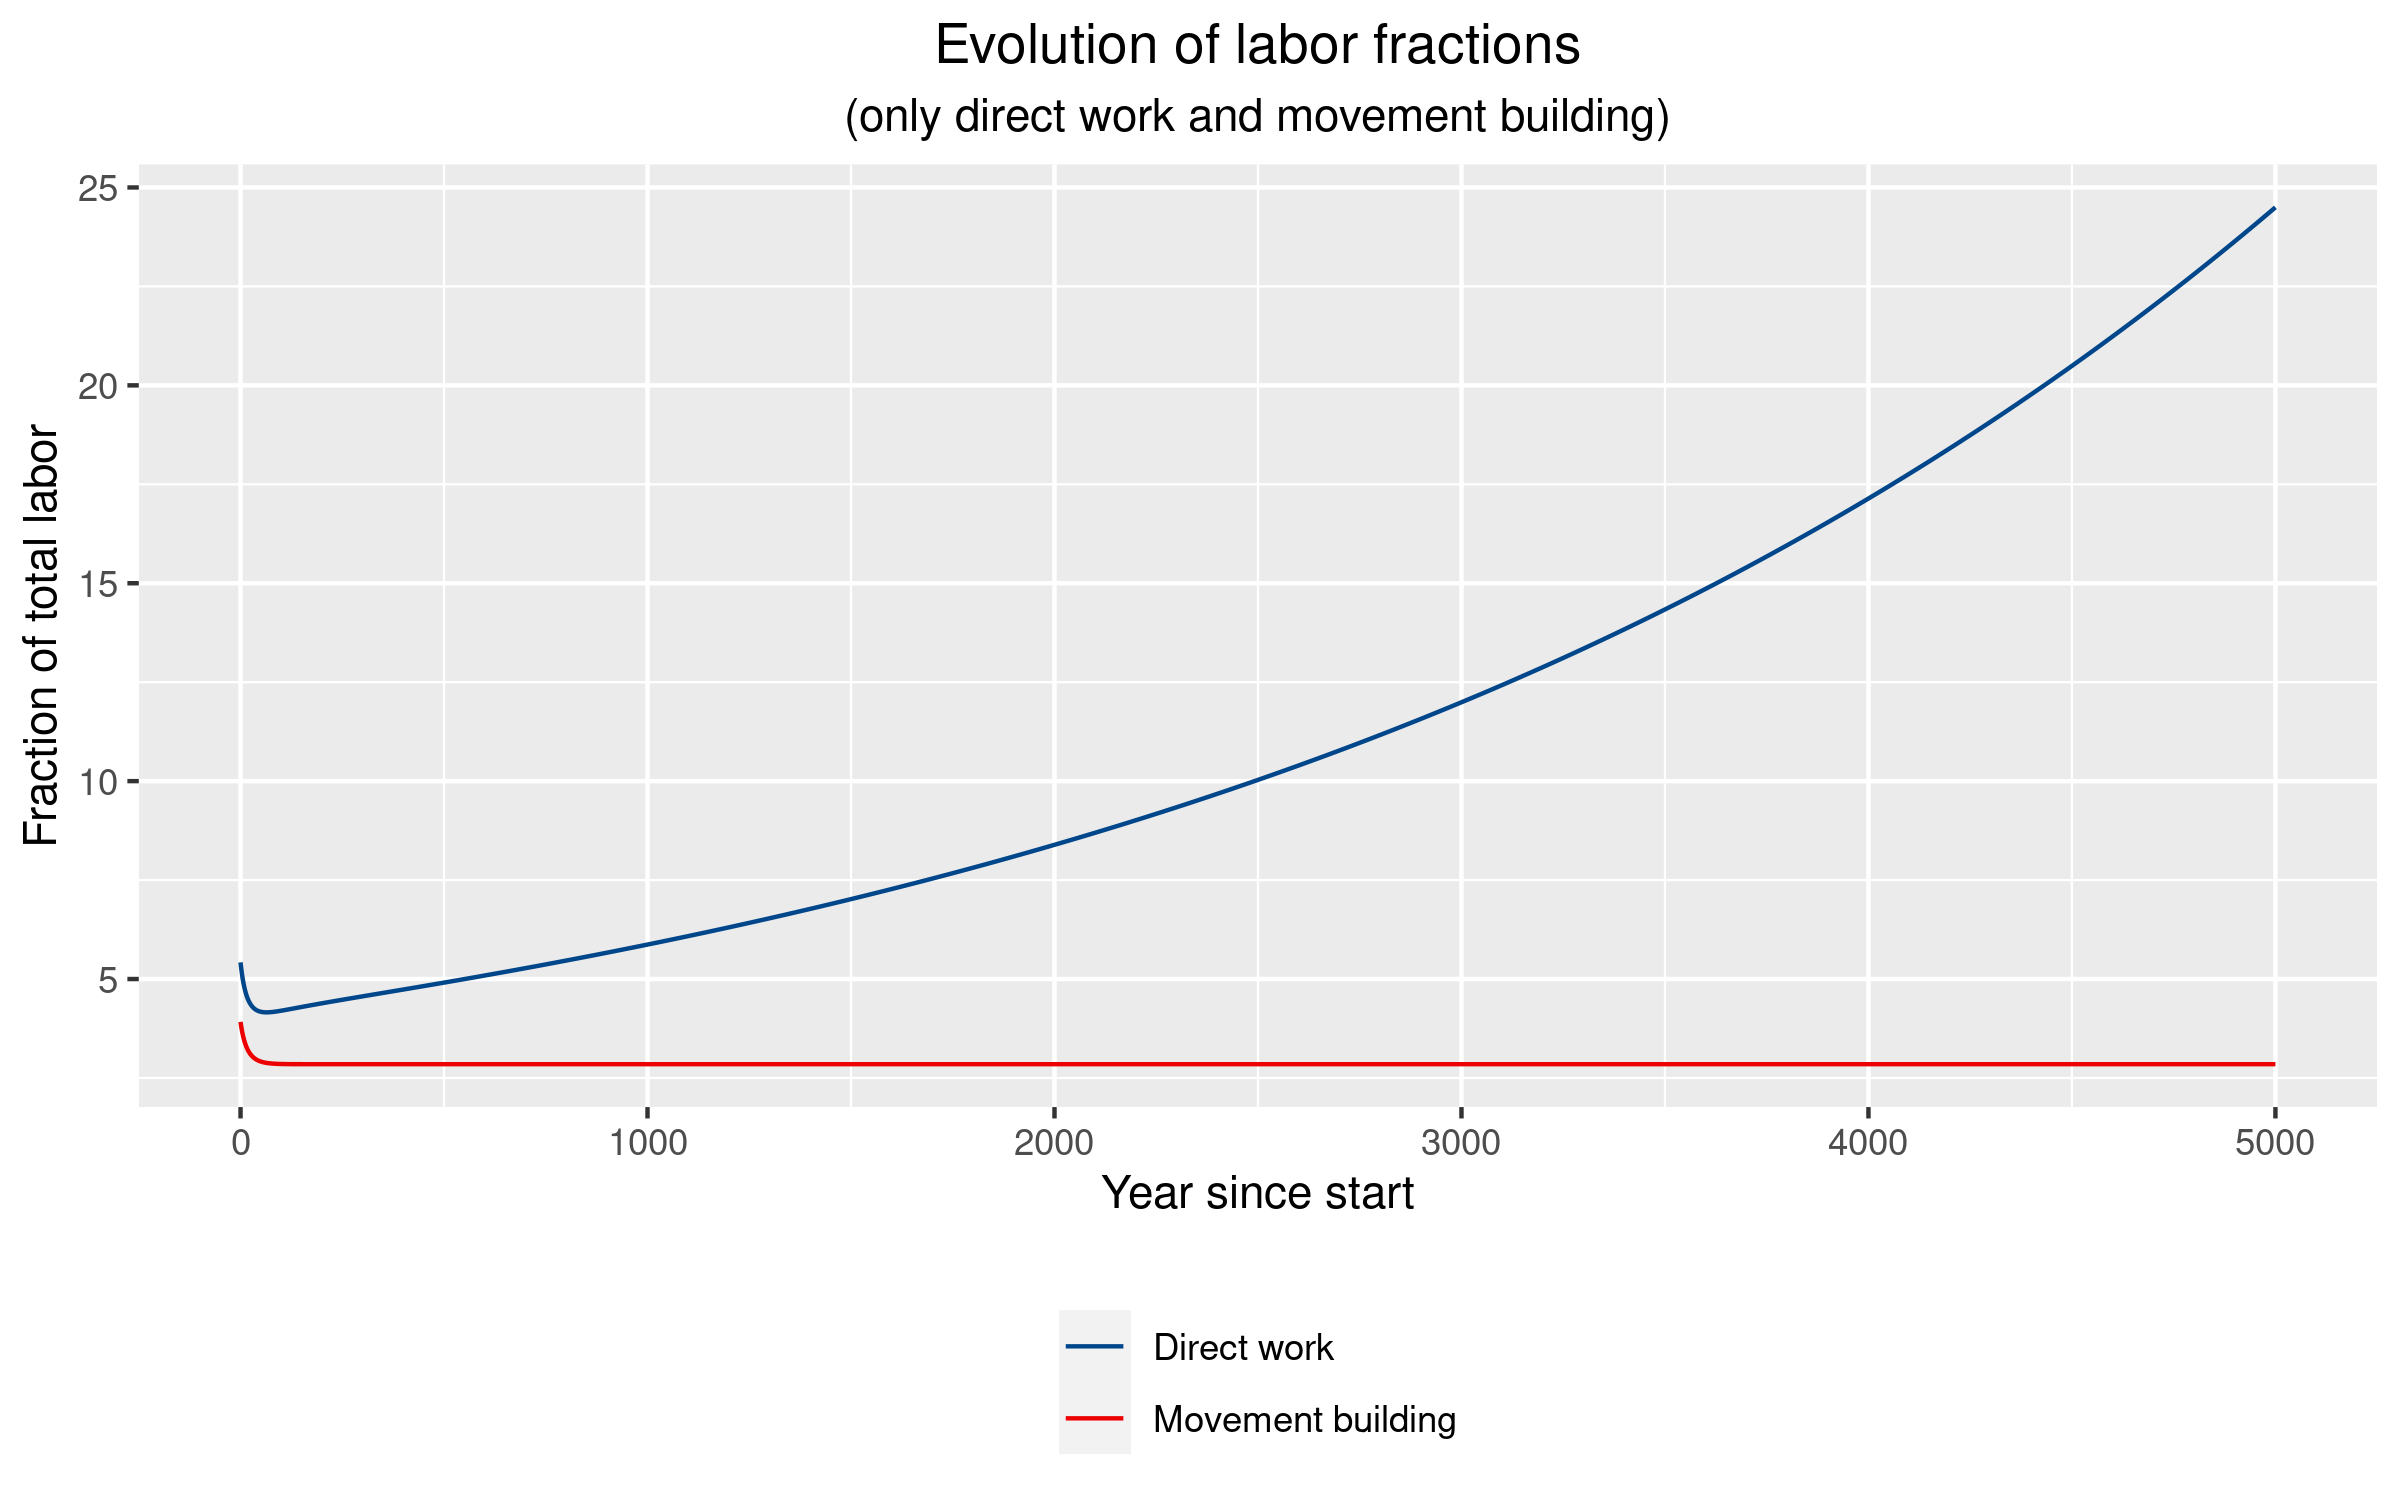 Evolution of labor fractions
(only direct work and movement building)
Fraction of total labor
25
20
15
10
5
0 1000 2000 3000 4000 5000
Year since start
Direct work
Movement building